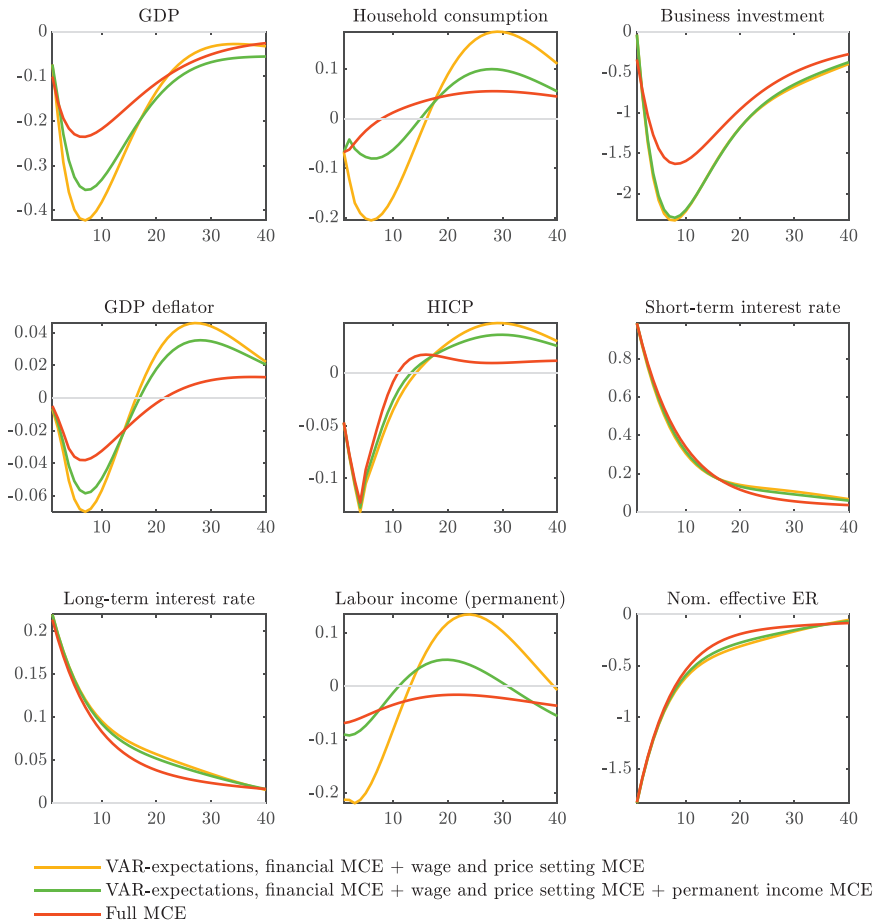 GDP
Household consumption
Business investment
0
-0.1
-0.2
-0.3
-0.4
10 20 30 40
0.1
0
-0.1
-0.2
10 20 30 40
0
-0.5
-1
-1.5
-2
10 20 30 40
GDP deflator
HICP
Short-term interest rate
0.04
0.02
0
-0.02
-0.04
-0.06
10 20 30 40
0
-0.05
-0.1
10 20 30 40
0.8
0.6
0.4
0.2
0
10 20 30 40
Long-term interest rate
Labour income (permanent)
Nom. effective ER
0.2
0.15
0.1
0.05
0
10 20 30 40
0.1
0
-0.1
-0.2
10 20 30 40
0
-0.5
-1
-1.5
10 20 30 40
VAR-expectations, financial MCE + wage and price setting MCE
VAR-expectations, financial MCE + wage and price setting MCE + permanent income MCE
Full MCE